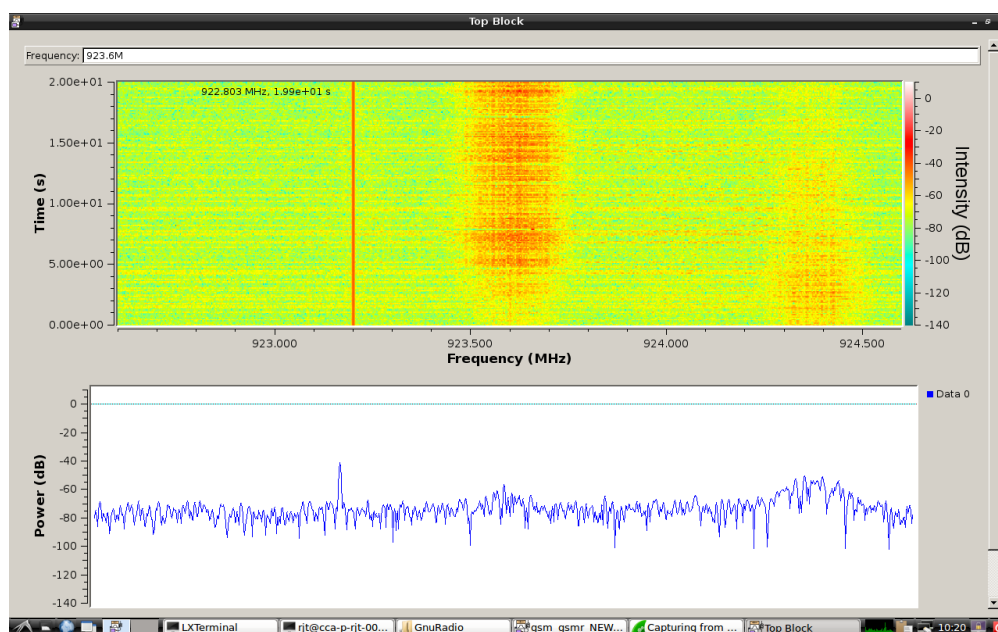 Top Block
Frequency: 923.6M
2.00e+01
922.803 MHz, 1.99e+01 s
1.50e+01
1.00e+01
5.00e+00
0.00e+00
Time (s)
923.000 923.500 924.000 924.500
Frequency (MHz)
0
-20
-40
-60
-80
-100
-120
-140
Intensity (dB)
0
-20
-40
-60
-80
-100
-120
-140
Power (dB)
Data 0
LXTerminal
rjt@cca-p-rjt-00...
GnuRadio
gsm_gsmr_NEW...
Capturing from ...
Top Block
10:20